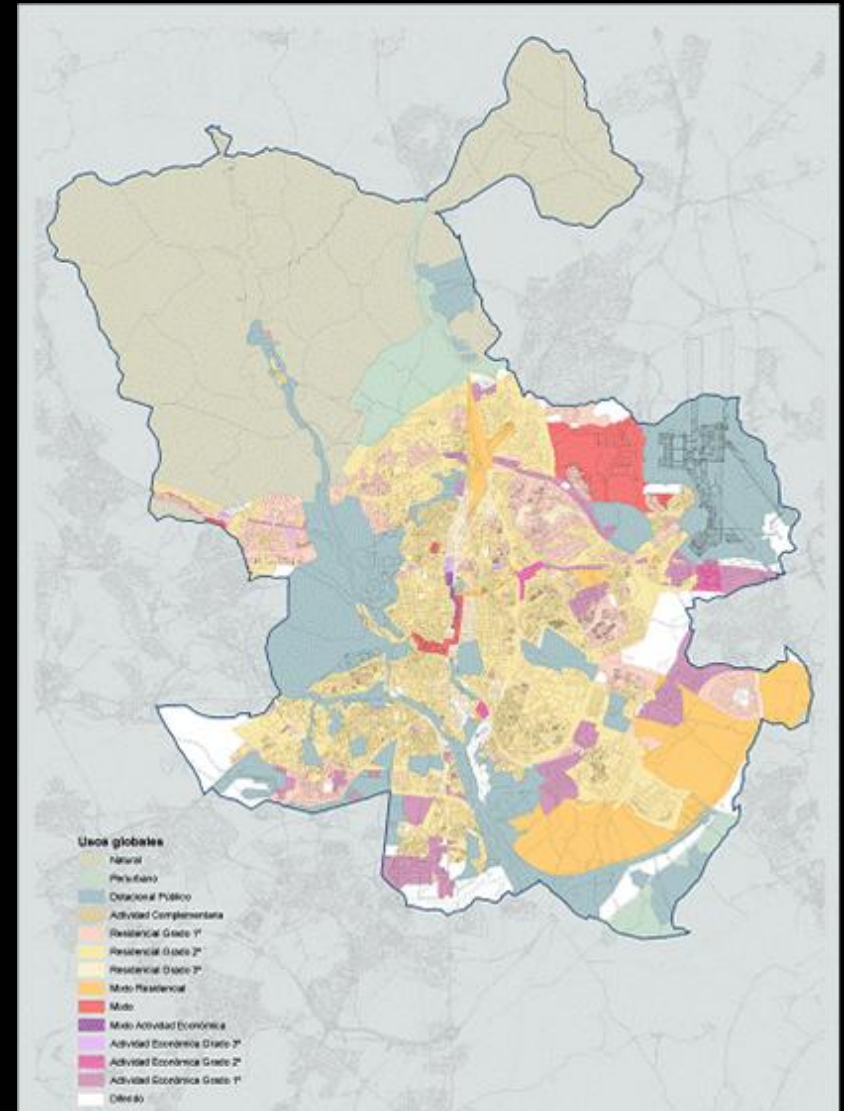 Usos globales
Natural
Periurbano
Dotacional Público
Actividad Complementaria
Residencial Grado 1º
Residencial Grado 2º
Residencial Grado 3º
Mixto Residencial
Mixto
Mixto Actividad Económica
Actividad Económica Grado 3º
Actividad Económica Grado 2º
Actividad Económica Grado 1º
Diferido